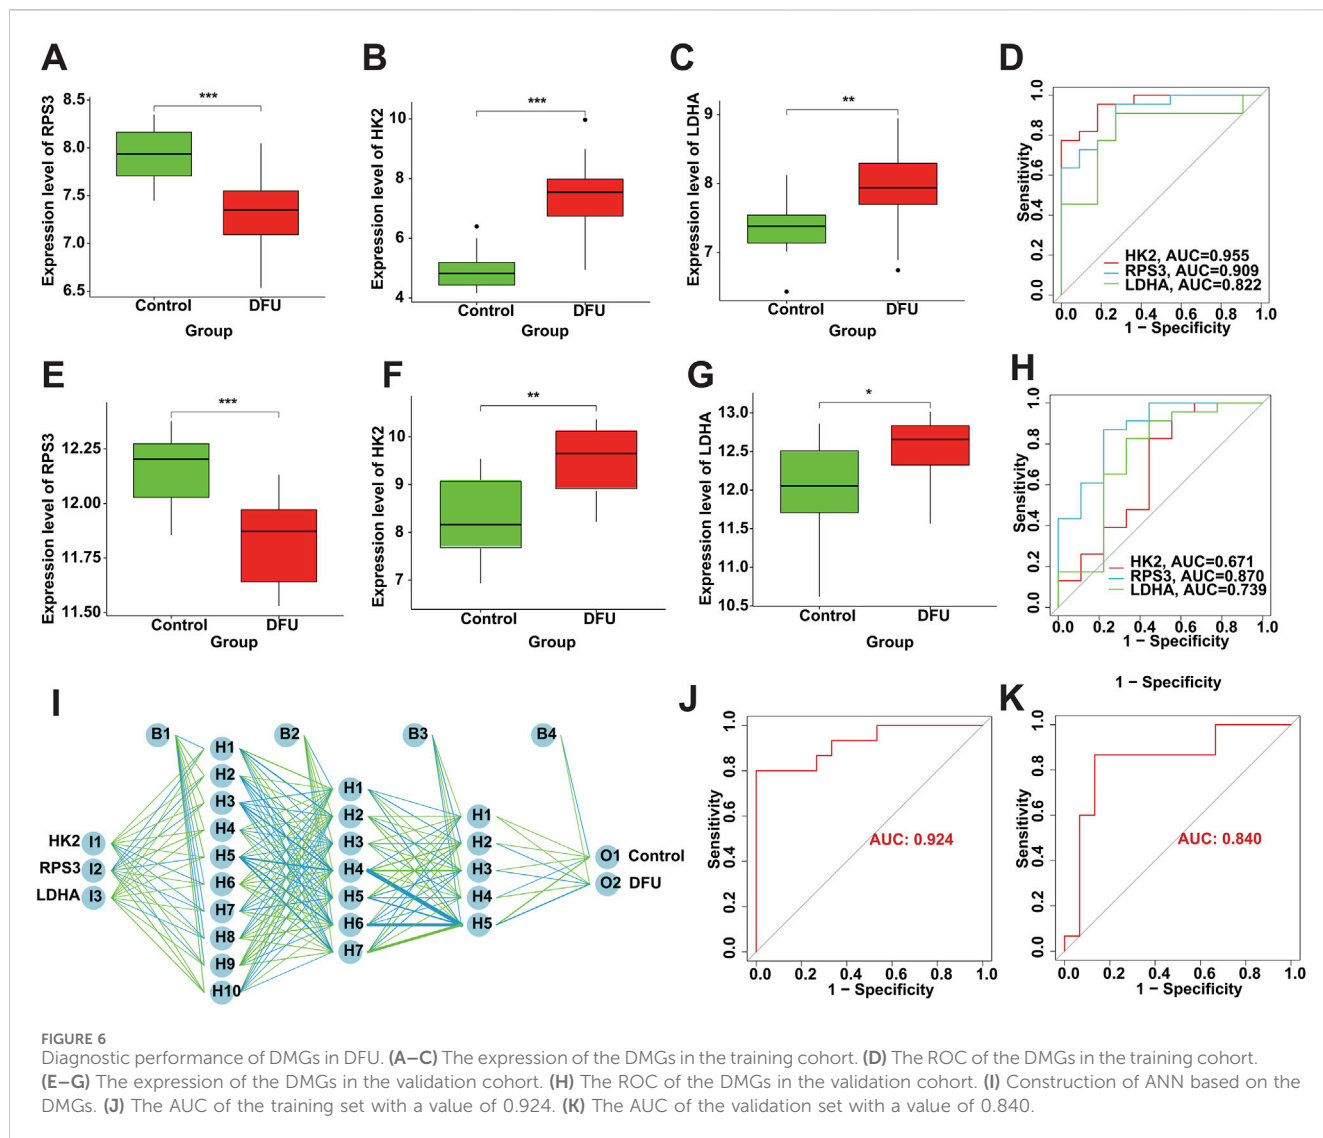 A
Expression level of RPS3
8.5
8.0
7.5
7.0
6.5
***
Control
DFU
Group
B
Expression level of HK2
10
8
6
4
***
Control
DFU
Group
C
Expression level of LDHA
9
8
7
**
Control
DFU
Group
D
Sensitivity
1.0
0.8
0.6
0.4
0.2
0.0
HK2, AUC=0.955
RPS3, AUC=0.909
LDHA, AUC=0.822
0.0 0.2 0.4 0.6 0.8 1.0
1 − Specificity
E
Expression level of RPS3
12.25
12.00
11.75
11.50
***
Control
DFU
Group
F
Expression level of HK2
10
9
8
7
**
Control
DFU
Group
G
Expression level of LDHA
13.0
12.5
12.0
11.5
11.0
10.5
*
Control
DFU
Group
H
Sensitivity
1.0
0.8
0.6
0.4
0.2
0.0
HK2, AUC=0.671
RPS3, AUC=0.870
LDHA, AUC=0.739
0.0 0.2 0.4 0.6 0.8 1.0
1 − Specificity
1 − Specificity
I
B1
B2
B3
B4
HK2 I1
RPS3 I2
LDHA I3
H1
H2
H3
H4
H5
H6
H7
H8
H9
H10
H1
H2
H3
H4
H5
H6
H7
H1
H2
H3
H4
H5
O1 Control
O2 DFU
J
Sensitivity
1.0
0.8
0.6
0.4
0.2
0.0
AUC: 0.924
0.0 0.2 0.4 0.6 0.8 1.0
1 − Specificity
K
Sensitivity
1.0
0.8
0.6
0.4
0.2
0.0
AUC: 0.840
0.0 0.2 0.4 0.6 0.8 1.0
1 − Specificity
FIGURE 6
Diagnostic performance of DMGs in DFU. (A–C) The expression of the DMGs in the training cohort. (D) The ROC of the DMGs in the training cohort.
(E–G) The expression of the DMGs in the validation cohort. (H) The ROC of the DMGs in the validation cohort. (I) Construction of ANN based on the
DMGs. (J) The AUC of the training set with a value of 0.924. (K) The AUC of the validation set with a value of 0.840.